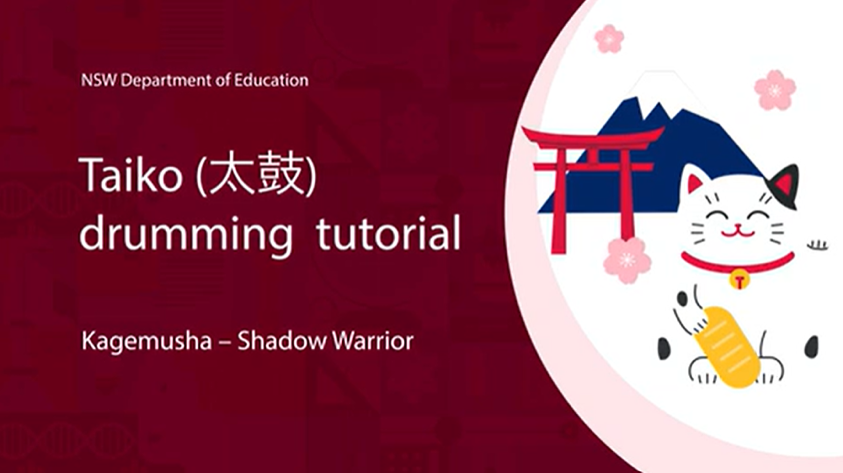 NSW Department of Education
Taiko (太鼓)
drumming tutorial
Kagemusha – Shadow Warrior
T